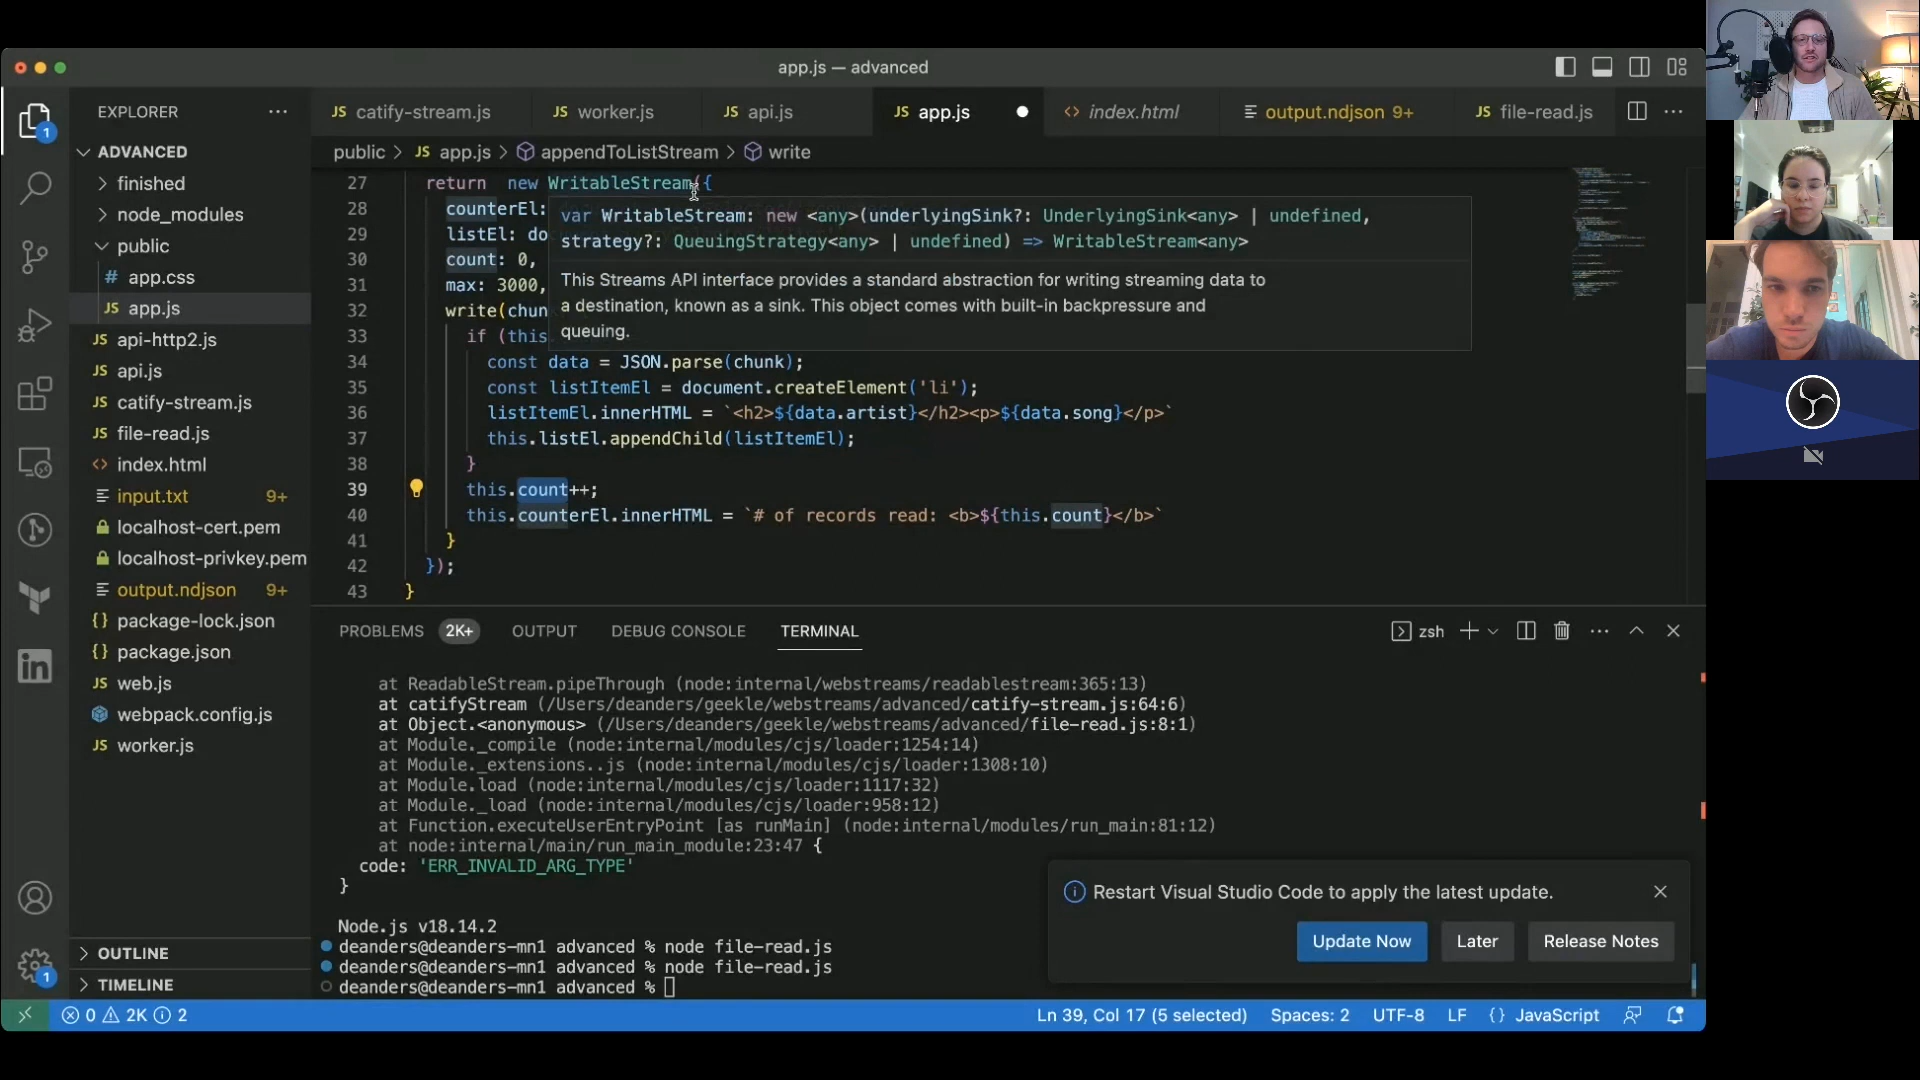 app.js — advanced
EXPLORER
catify-stream.js
worker.js
api.js
app.js
index.html
output.ndjson 9+
file-read.js
public > JS app.js > appendToListStream > write
1
ADVANCED
finished
node_modules
public
# app.css
JS app.js
JS api-http2.js
JS api.js
JS catify-stream.js
JS file-read.js
<> index.html
input.txt 9+
localhost-cert.pem
localhost-privkey.pem
output.ndjson 9+
{} package-lock.json
{} package.json
JS web.js
webpack.config.js
JS worker.js
OUTLINE
TIMELINE
27 return new WritableStream({
28 counterEl:
29 listEl: do
30 count: 0,
31 max: 3000,
32 write(chun
33 if (this.
34 const data = JSON.parse(chunk);
35 const listItemEl = document.createElement('li');
36 listItemEl.innerHTML = `<h2>${data.artist}</h2><p>${data.song}</p>`
37 this.listEl.appendChild(listItemEl);
38 }
39 this.count++;
40 this.counterEl.innerHTML = `# of records read: <b>${this.count}</b>`
41 }
42 });
43 }
var WritableStream: new <any>(underlyingSink?: UnderlyingSink<any> | undefined,
strategy?: QueuingStrategy<any> | undefined) => WritableStream<any>
This Streams API interface provides a standard abstraction for writing streaming data to
a destination, known as a sink. This object comes with built-in backpressure and
queuing.
PROBLEMS 2K+ OUTPUT DEBUG CONSOLE TERMINAL
zsh
at ReadableStream.pipeThrough (node:internal/webstreams/readablestream:365:13)
at catifyStream (/Users/deanders/geekle/webstreams/advanced/catify-stream.js:64:6)
at Object.<anonymous> (/Users/deanders/geekle/webstreams/advanced/file-read.js:8:1)
at Module._compile (node:internal/modules/cjs/loader:1254:14)
at Module._extensions..js (node:internal/modules/cjs/loader:1308:10)
at Module.load (node:internal/modules/cjs/loader:1117:32)
at Module._load (node:internal/modules/cjs/loader:958:12)
at Function.executeUserEntryPoint [as runMain] (node:internal/modules/run_main:81:12)
at node:internal/main/run_main_module:23:47 {
code: 'ERR_INVALID_ARG_TYPE'
}
Node.js v18.14.2
deanders@deanders-mn1 advanced % node file-read.js
deanders@deanders-mn1 advanced % node file-read.js
deanders@deanders-mn1 advanced %
Restart Visual Studio Code to apply the latest update.
Update Now Later Release Notes
in
1
0 2K 2
Ln 39, Col 17 (5 selected) Spaces: 2 UTF-8 LF {} JavaScript